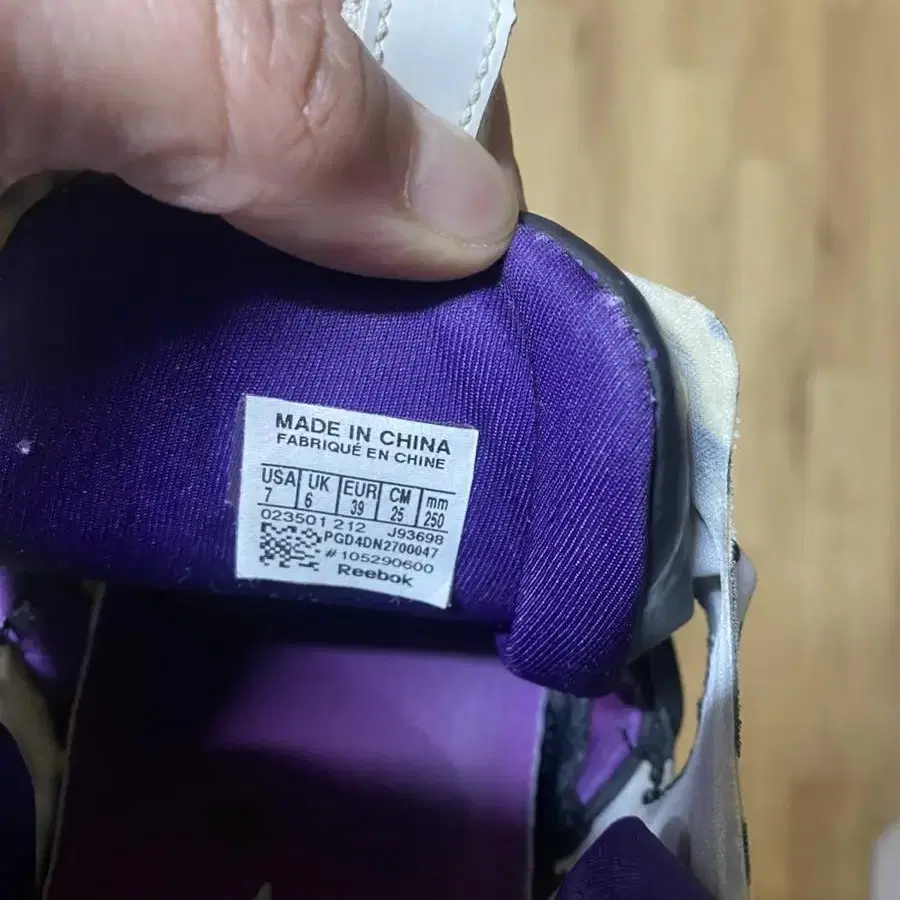 MADE IN CHINA
FABRIQUÉ EN CHINE
USA UK EUR CM mm
7 6 39 25 250
023501 212 J93698
PGD4DN2700047
#105290600
Reebok